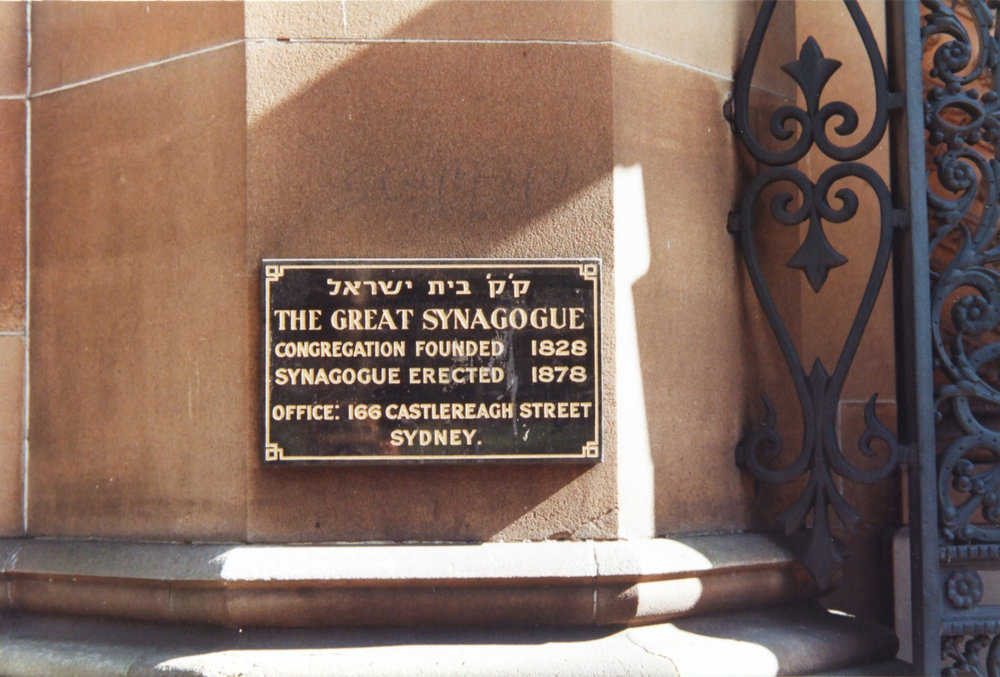 ק'ק' בית ישראל
THE GREAT SYNAGOGUE
CONGREGATION FOUNDED 1828
SYNAGOGUE ERECTED 1878
OFFICE: 166 CASTLEREAGH STREET
SYDNEY.